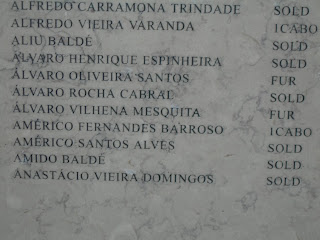 ALFREDO CARRAMONA TRINDADE SOLD
ALFREDO VIEIRA VARANDA 1CABO
ALIU BALDÉ SOLD
ÁLVARO HENRIQUE ESPINHEIRA SOLD
ÁLVARO OLIVEIRA SANTOS FUR
ÁLVARO ROCHA CABRAL SOLD
ÁLVARO VILHENA MESQUITA FUR
AMÉRICO FERNANDES BARROSO 1CABO
AMÉRICO SANTOS ALVES SOLD
AMIDO BALDÉ SOLD
ANASTÁCIO VIEIRA DOMINGOS SOLD